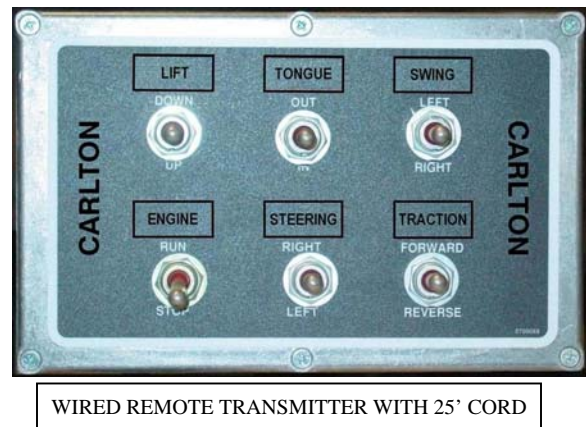 LIFT TONGUE SWING
DOWN OUT LEFT
UP IN RIGHT
CARLTON
CARLTON
ENGINE STEERING TRACTION
RUN RIGHT FORWARD
STOP LEFT REVERSE
WIRED REMOTE TRANSMITTER WITH 25’ CORD